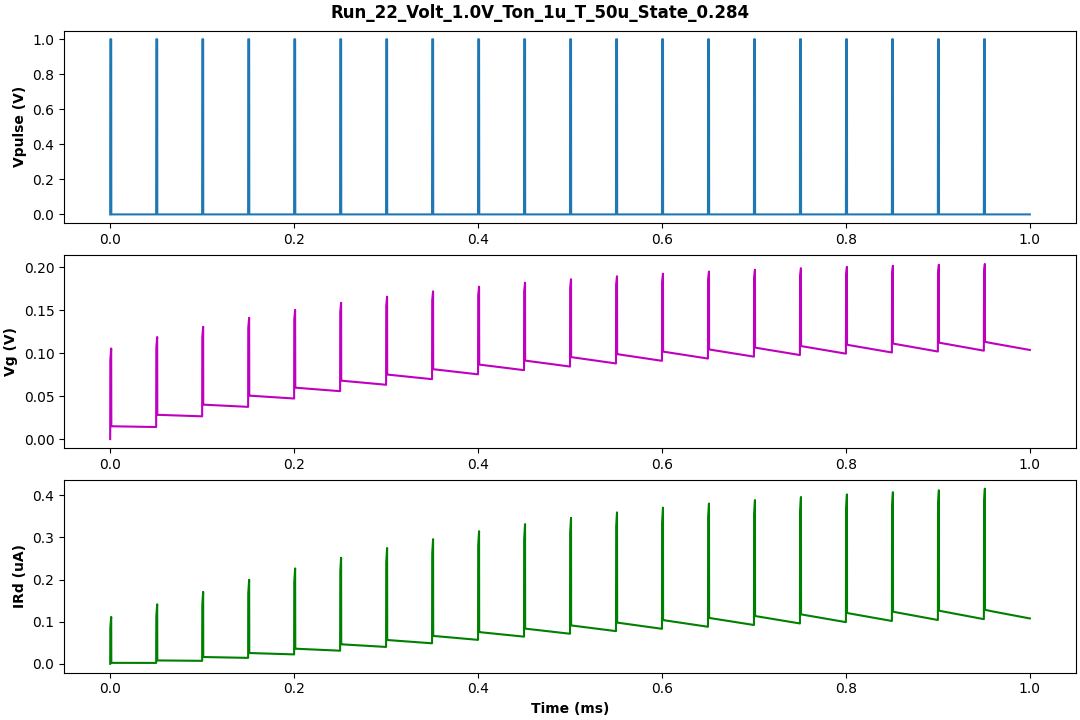 Run_22_Volt_1.0V_Ton_1u_T_50u_State_0.284
Vpulse (V)
1.0
0.8
0.6
0.4
0.2
0.0
0.0 0.2 0.4 0.6 0.8 1.0
Vg (V)
0.20
0.15
0.10
0.05
0.00
0.0 0.2 0.4 0.6 0.8 1.0
IRd (uA)
0.4
0.3
0.2
0.1
0.0
0.0 0.2 0.4 0.6 0.8 1.0
Time (ms)